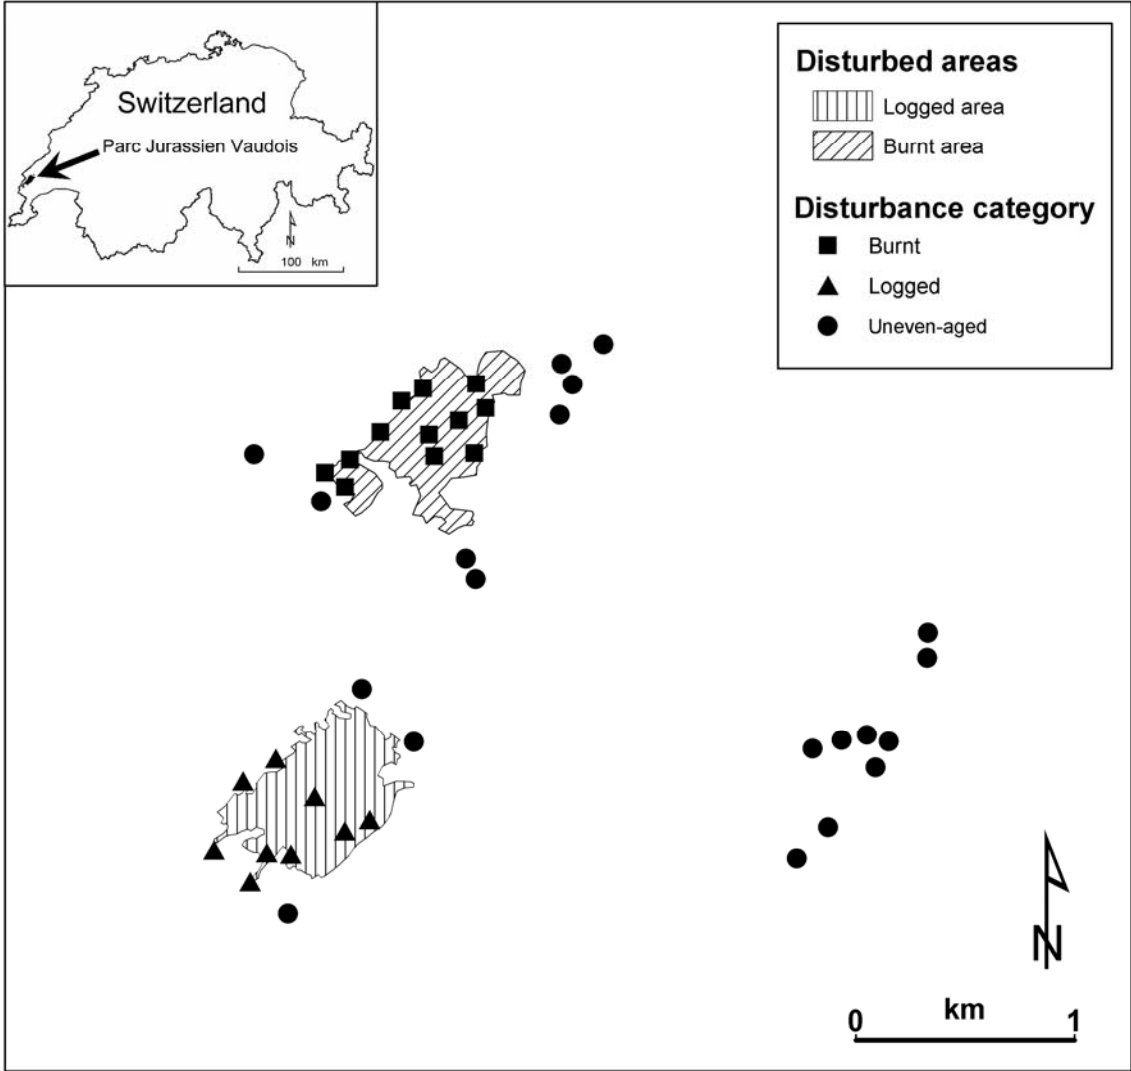 Switzerland
Parc Jurassien Vaudois
N
100 km
Disturbed areas
Logged area
Burnt area
Disturbance category
Burnt
Logged
Uneven-aged
N
km
0 1